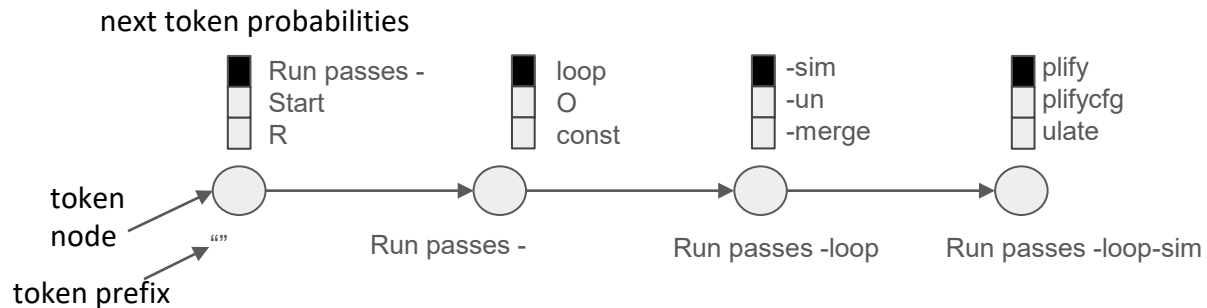 next token probabilities
Run passes -
Start
R
loop
O
const
-sim
-un
-merge
plify
plifycfg
ulate
token
node
“”
Run passes -
Run passes -loop
Run passes -loop-sim
token prefix